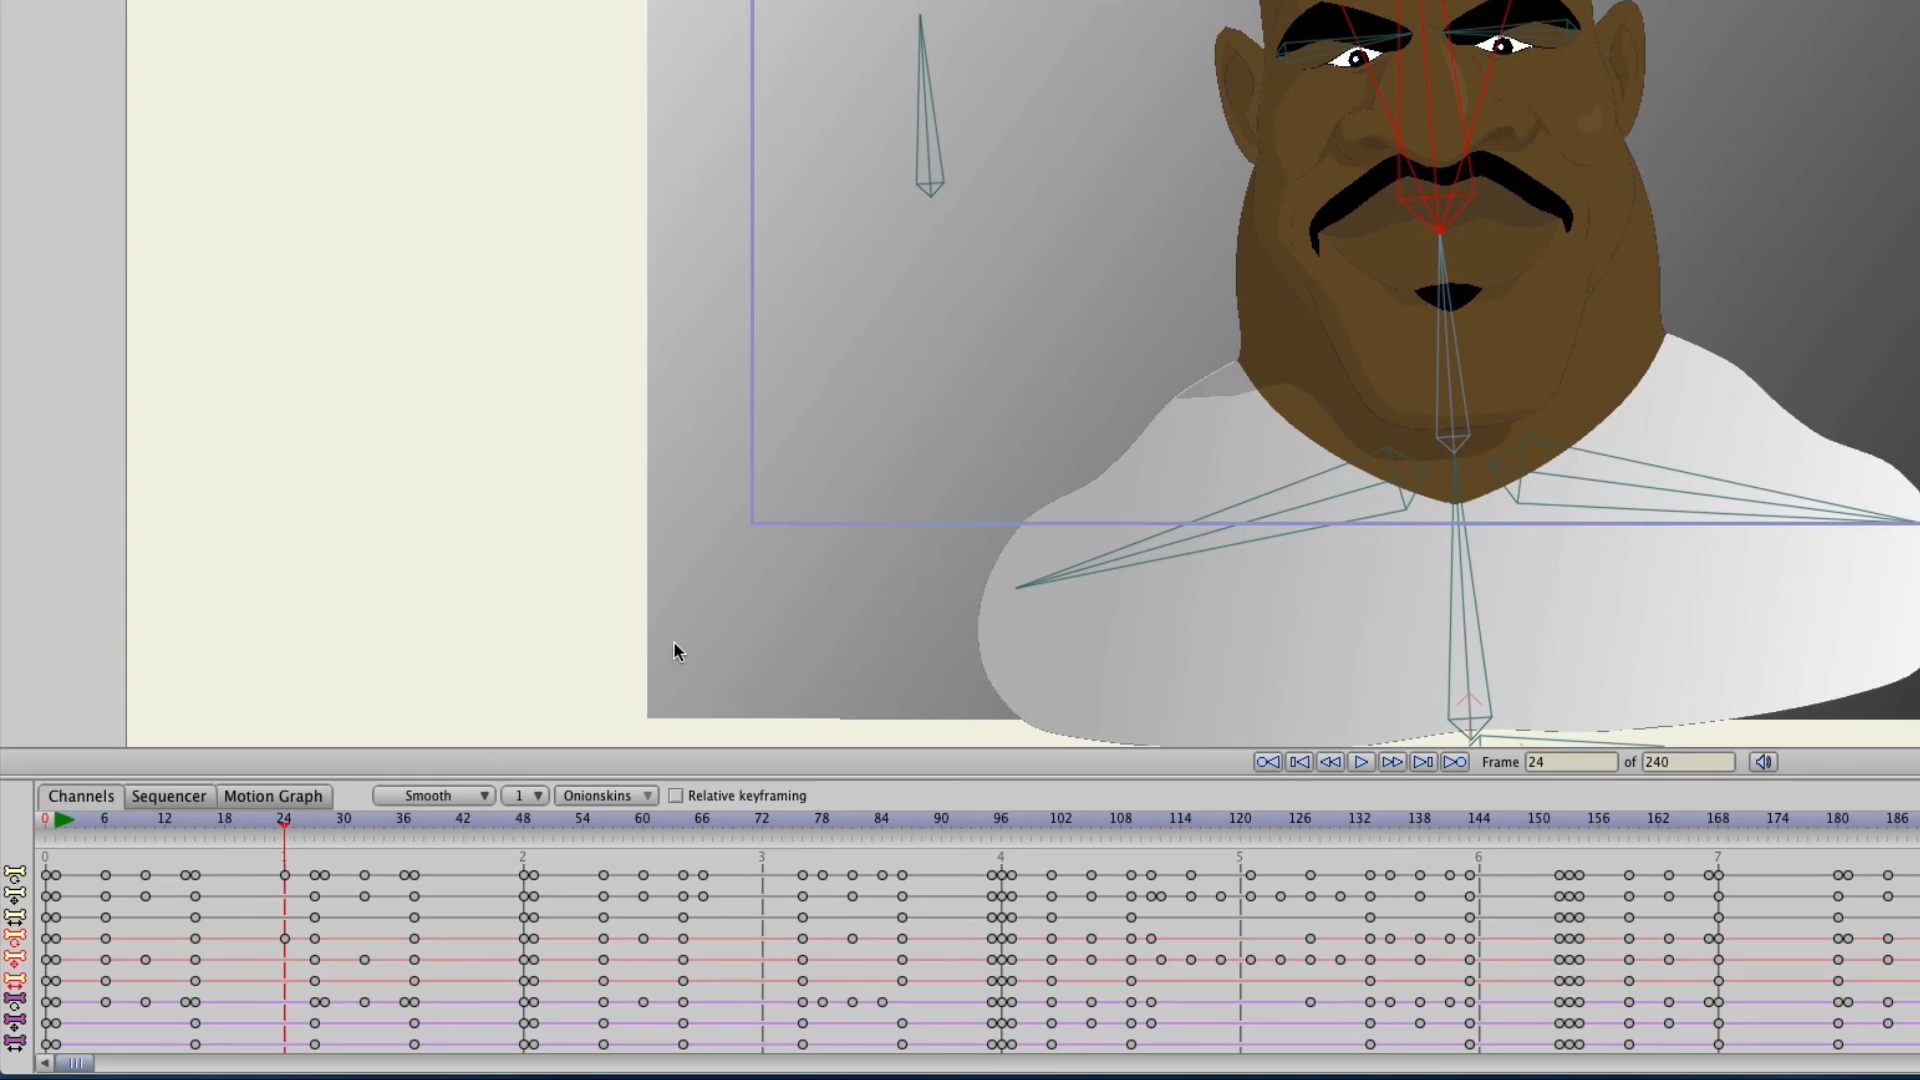 Frame 24 of 240
Channels Sequencer Motion Graph Smooth 1 Onionskins Relative keyframing
0 6 12 18 24 30 36 42 48 54 60 66 72 78 84 90 96 102 108 114 120 126 132 138 144 150 156 162 168 174 180 186
0 1 2 3 4 5 6 7